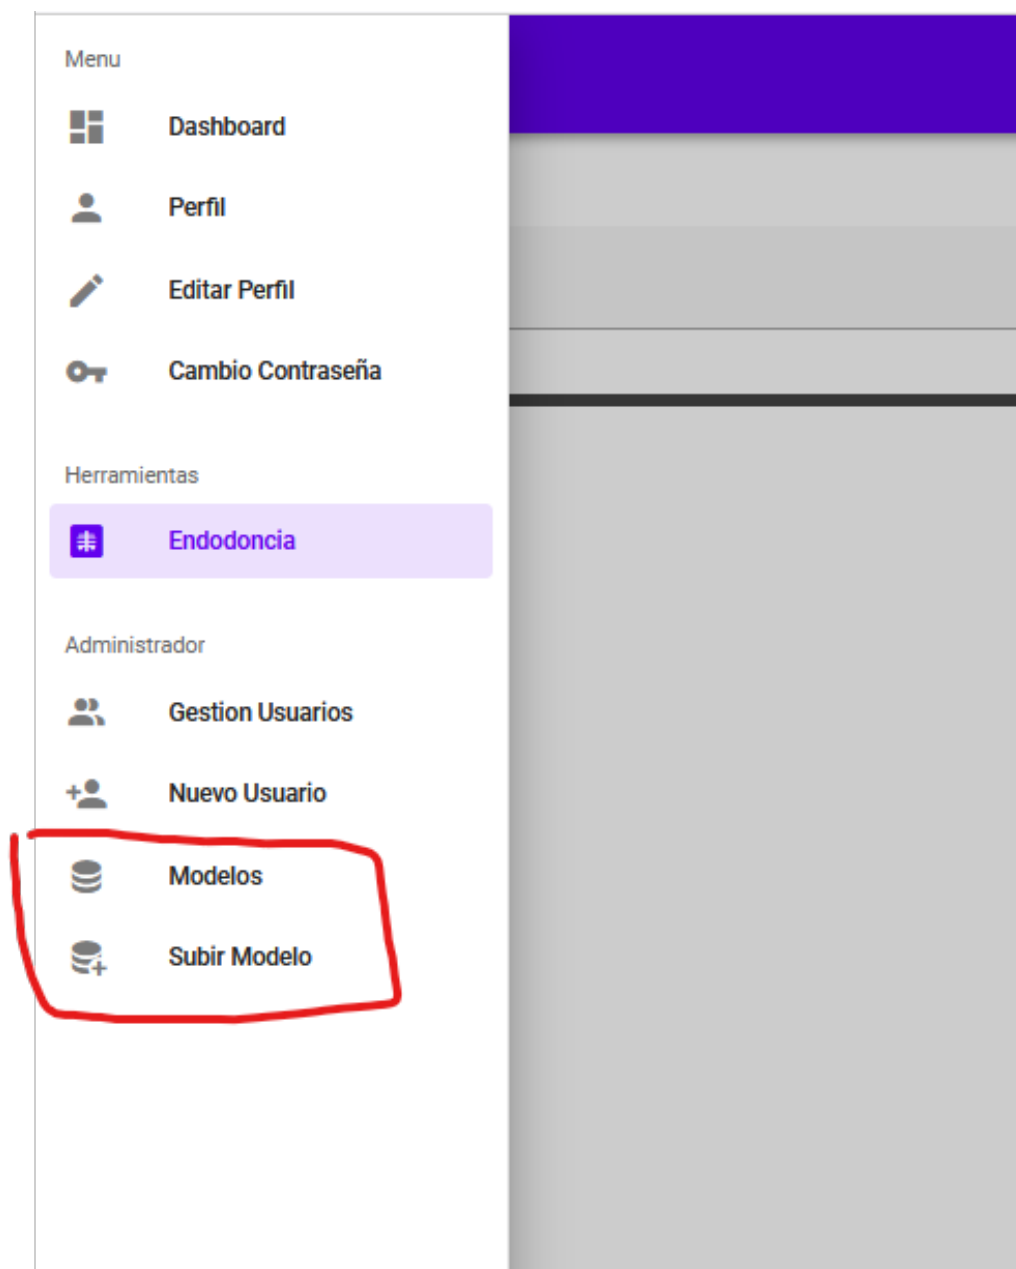 Menu
Dashboard
Perfil
Editar Perfil
Cambio Contraseña
Herramientas
Endodoncia
Administrador
Gestion Usuarios
Nuevo Usuario
Modelos
Subir Modelo